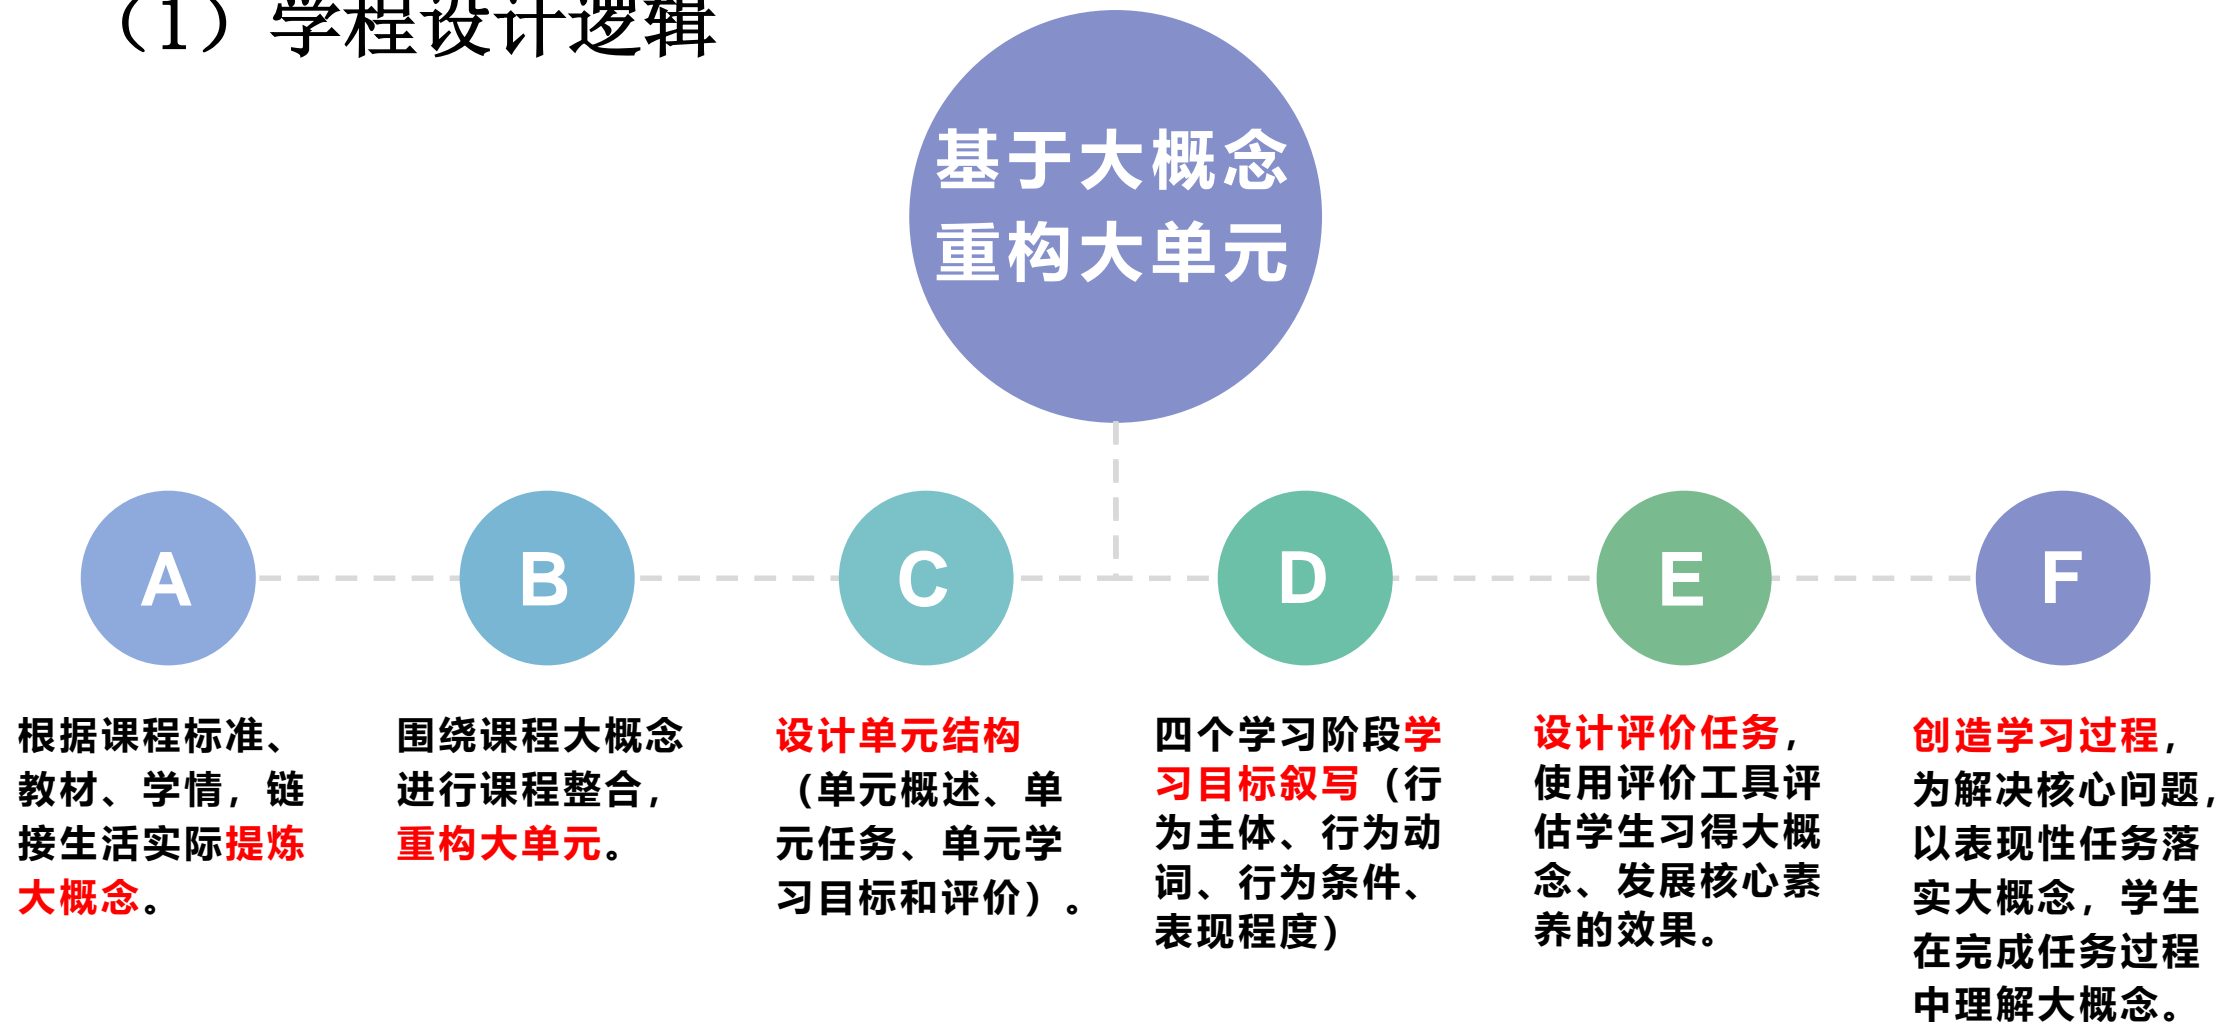 （1）学程设计逻辑
基于大概念
重构大单元
A
B
C
D
E
F
根据课程标准、
教材、学情，链
接生活实际提炼
大概念。
围绕课程大概念
进行课程整合，
重构大单元。
设计单元结构
（单元概述、单
元任务、单元学
习目标和评价）。
四个学习阶段学
习目标叙写（行
为主体、行为动
词、行为条件、
表现程度）
设计评价任务，
使用评价工具评
估学生习得大概
念、发展核心素
养的效果。
创造学习过程，
为解决核心问题，
以表现性任务落
实大概念，学生
在完成任务过程
中理解大概念。